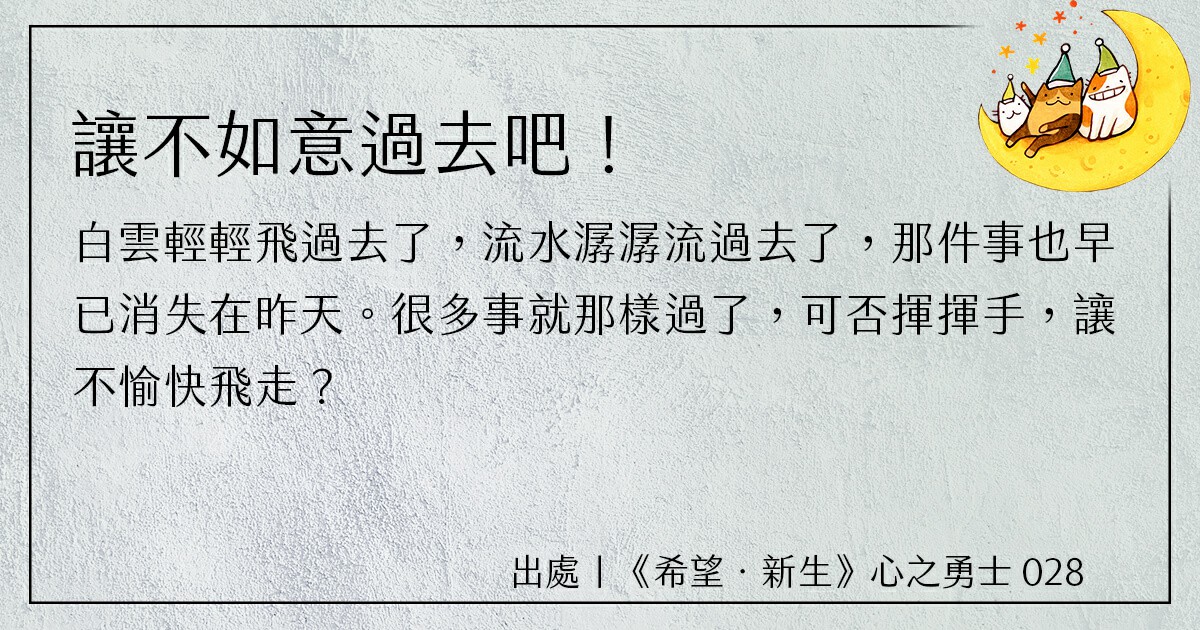 讓不如意過去吧！
白雲輕輕飛過去了，流水潺潺流過去了，那件事也早
已消失在昨天。很多事就那樣過了，可否揮揮手，讓
不愉快飛走？
出處｜《希望．新生》心之勇士 028